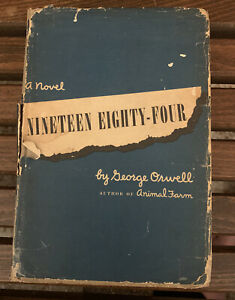 a Novel
NINETEEN EIGHTY-FOUR
by George Orwell
AUTHOR OF Animal Farm